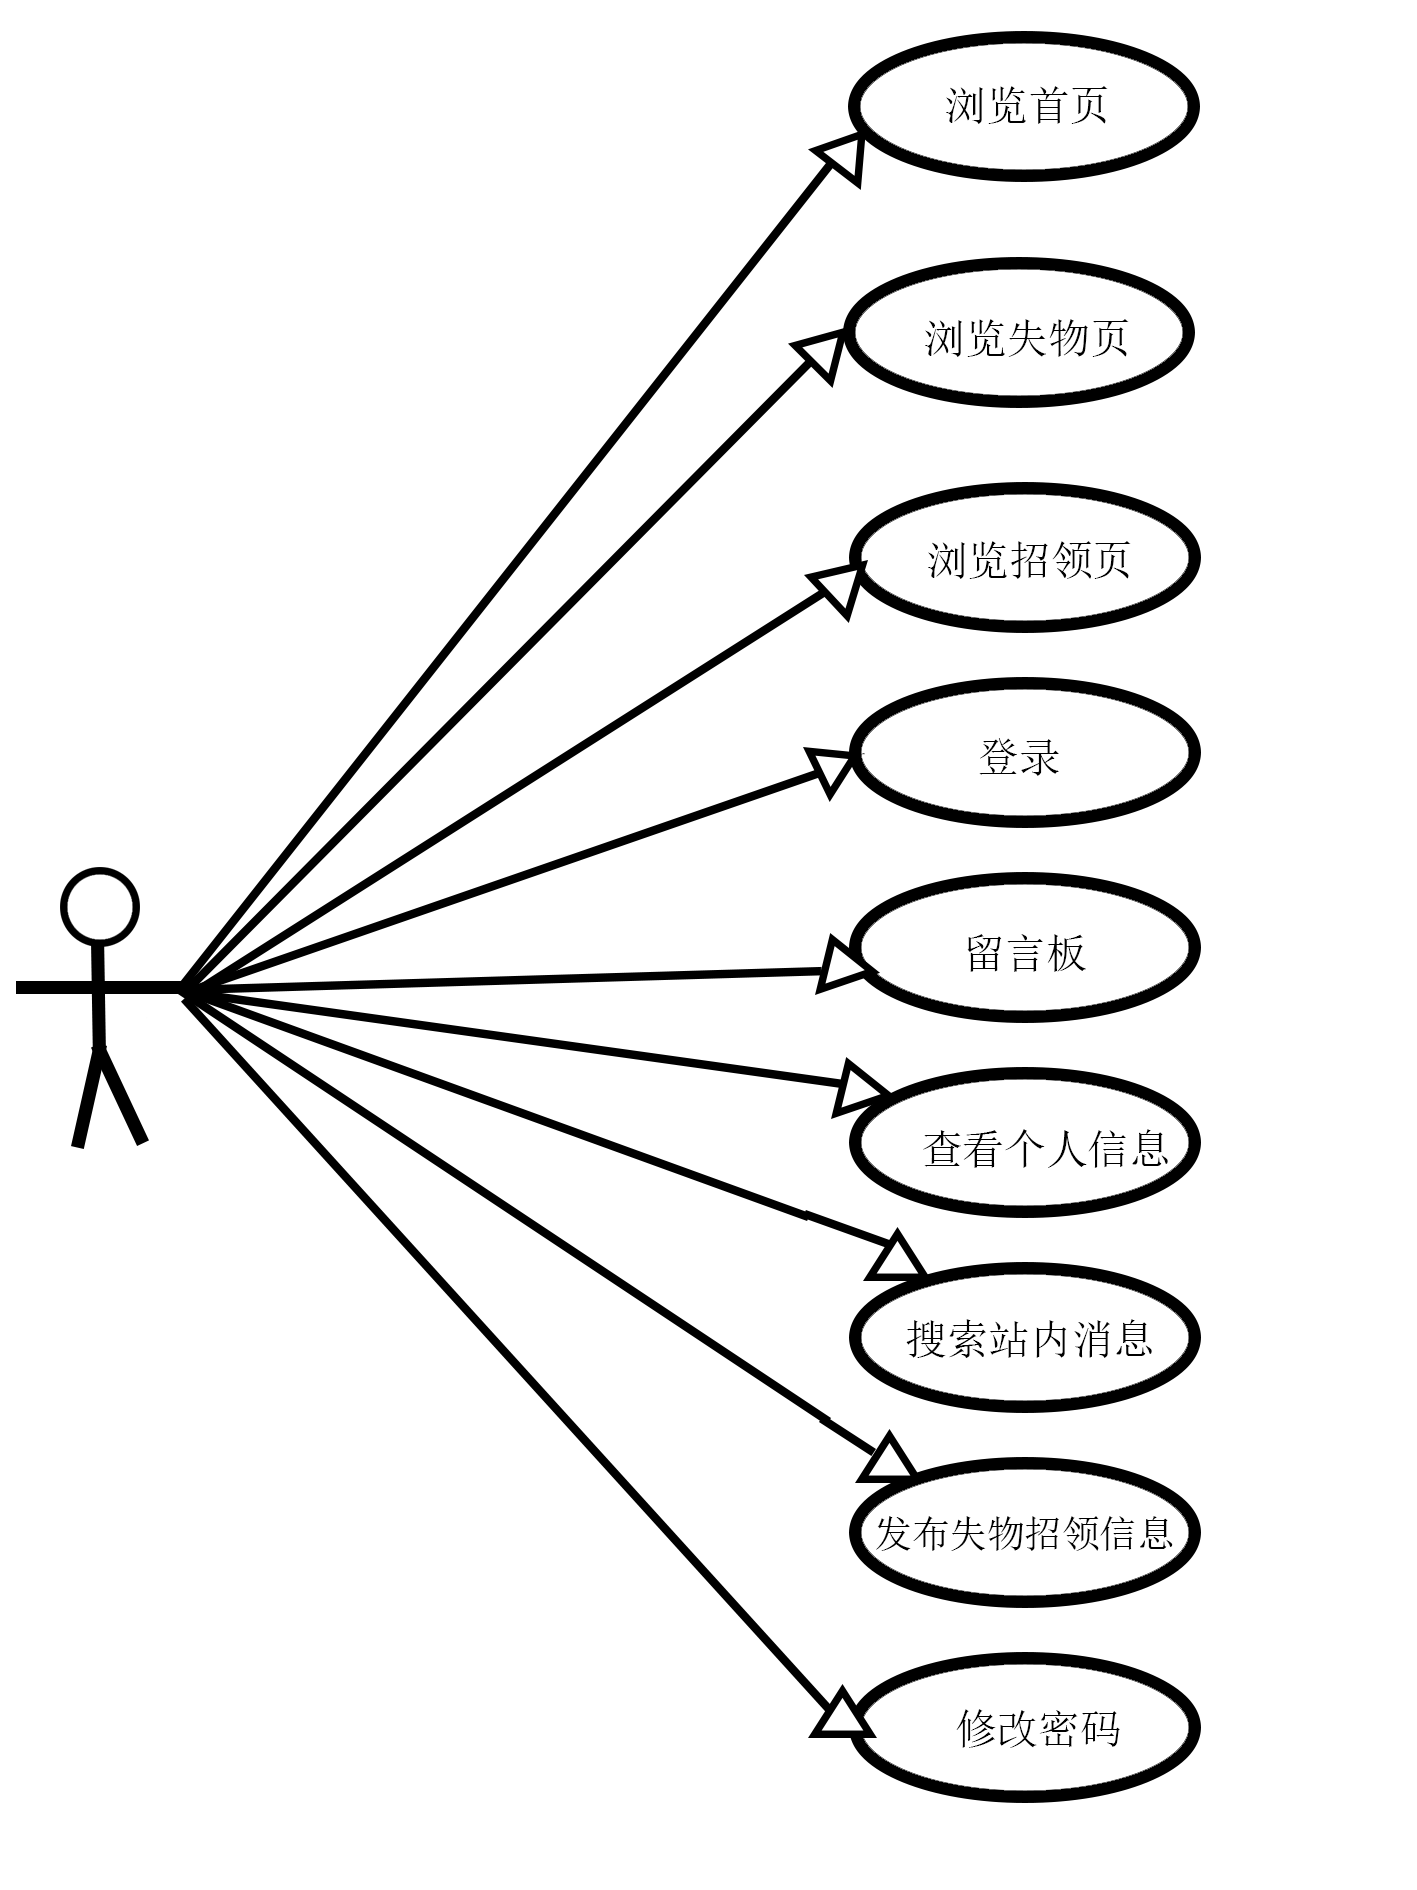 浏览首页
浏览失物页
浏览招领页
登录
留言板
查看个人信息
搜索站内消息
发布失物招领信息
修改密码